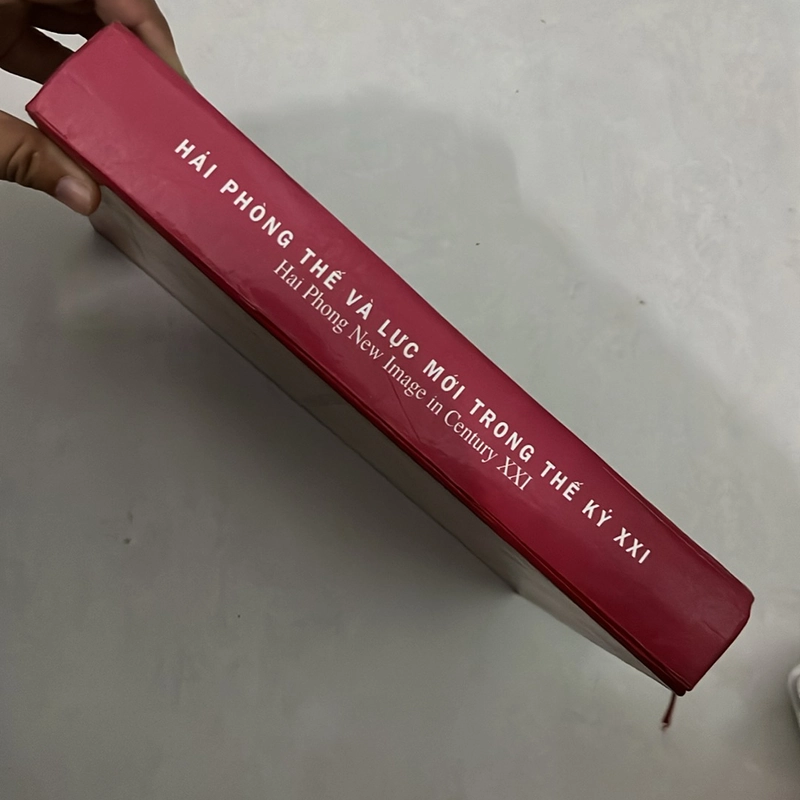 HẢI PHÒNG THẾ VÀ LỰC MỚI TRONG THẾ KỶ XXI
Hai Phong New Image in Century XXI